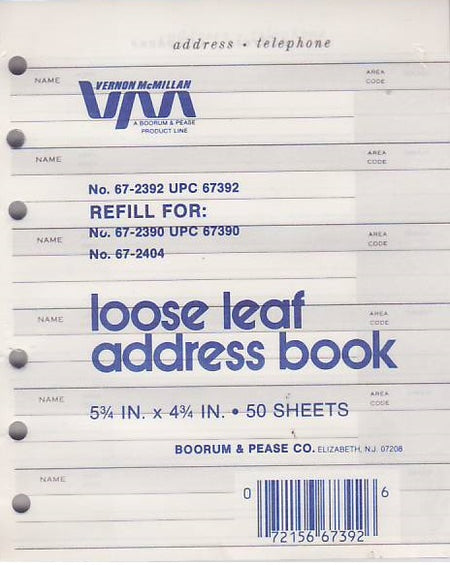 address • telephone
NAME
AREA
CODE
VERNON McMILLAN
VMM
A BOORUM & PEASE
PRODUCT LINE
NAME
AREA
CODE
No. 67-2392 UPC 67392
REFILL FOR:
No. 67-2390 UPC 67390
NAME
AREA
CODE
No. 67-2404
loose leaf
NAME
AREA
CODE
address book
NAME
AREA
CODE
5¾ IN. x 4¾ IN. • 50 SHEETS
BOORUM & PEASE CO. ELIZABETH, N.J. 07208
NAME
0 6
72156 67392